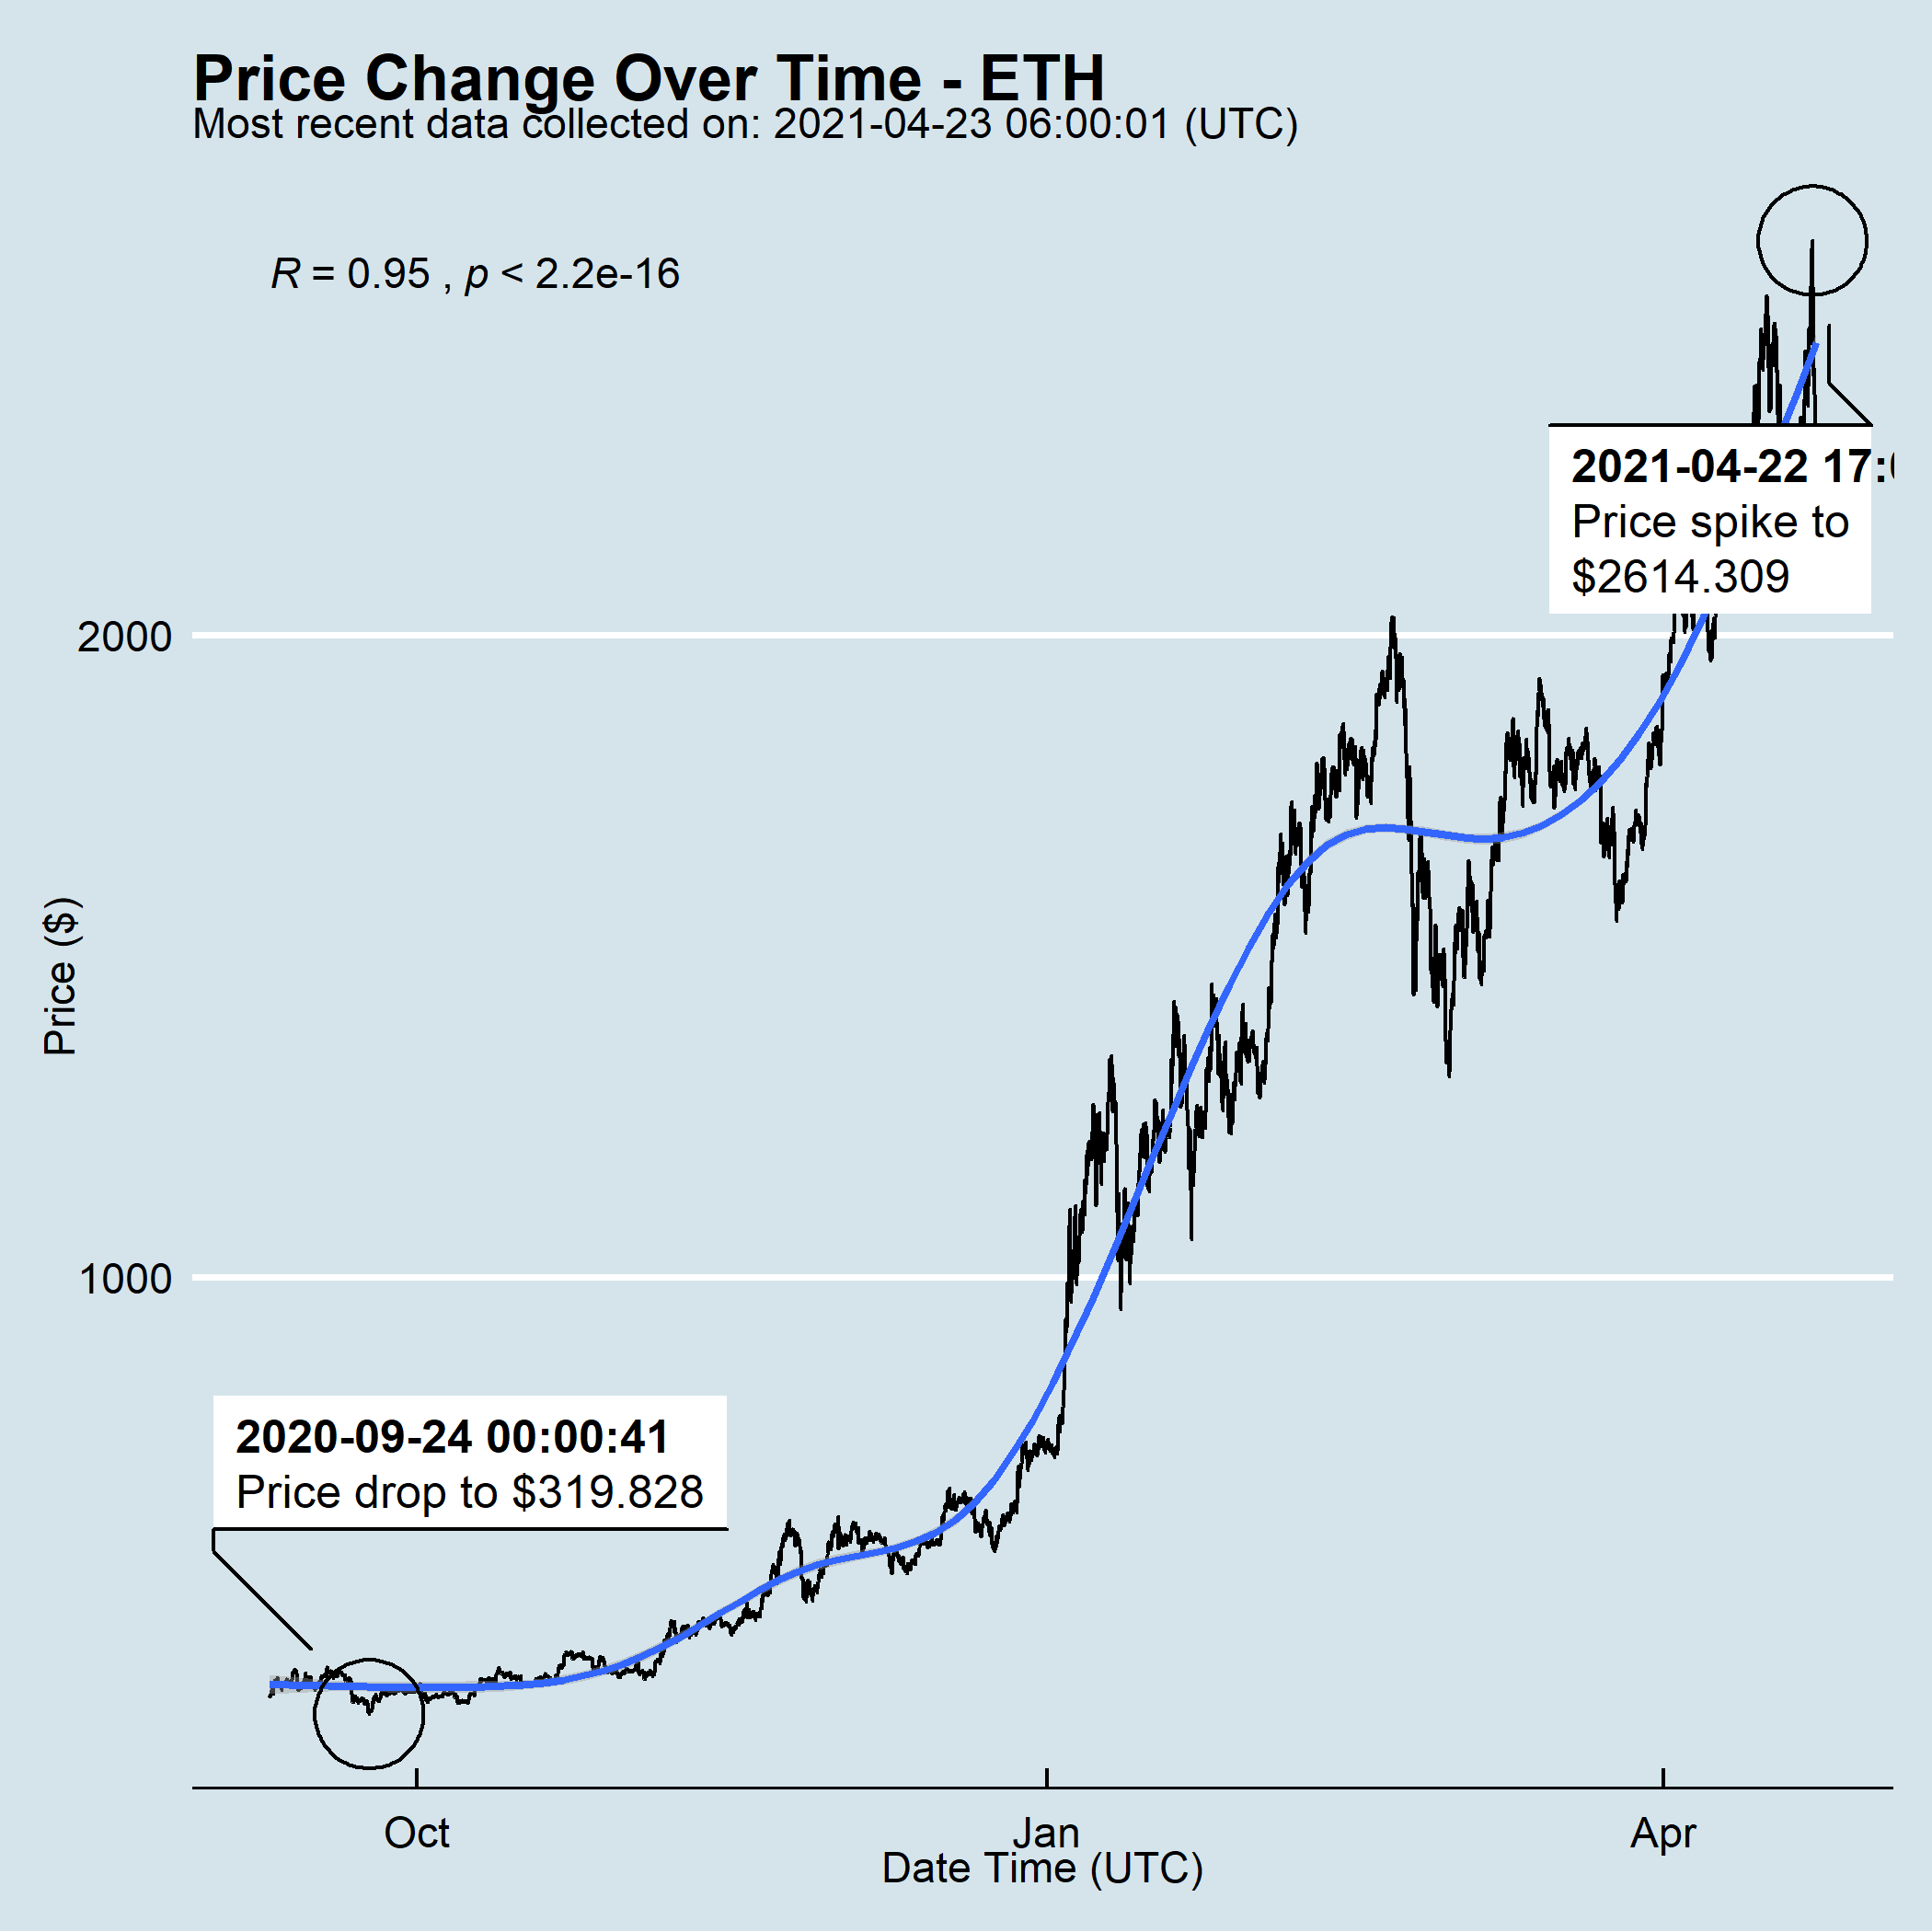 Price Change Over Time - ETH
Most recent data collected on: 2021-04-23 06:00:01 (UTC)
R = 0.95 , p < 2.2e-16
2021-04-22 17:
Price spike to
$2614.309
2000
Price ($)
1000
2020-09-24 00:00:41
Price drop to $319.828
Oct
Jan
Apr
Date Time (UTC)